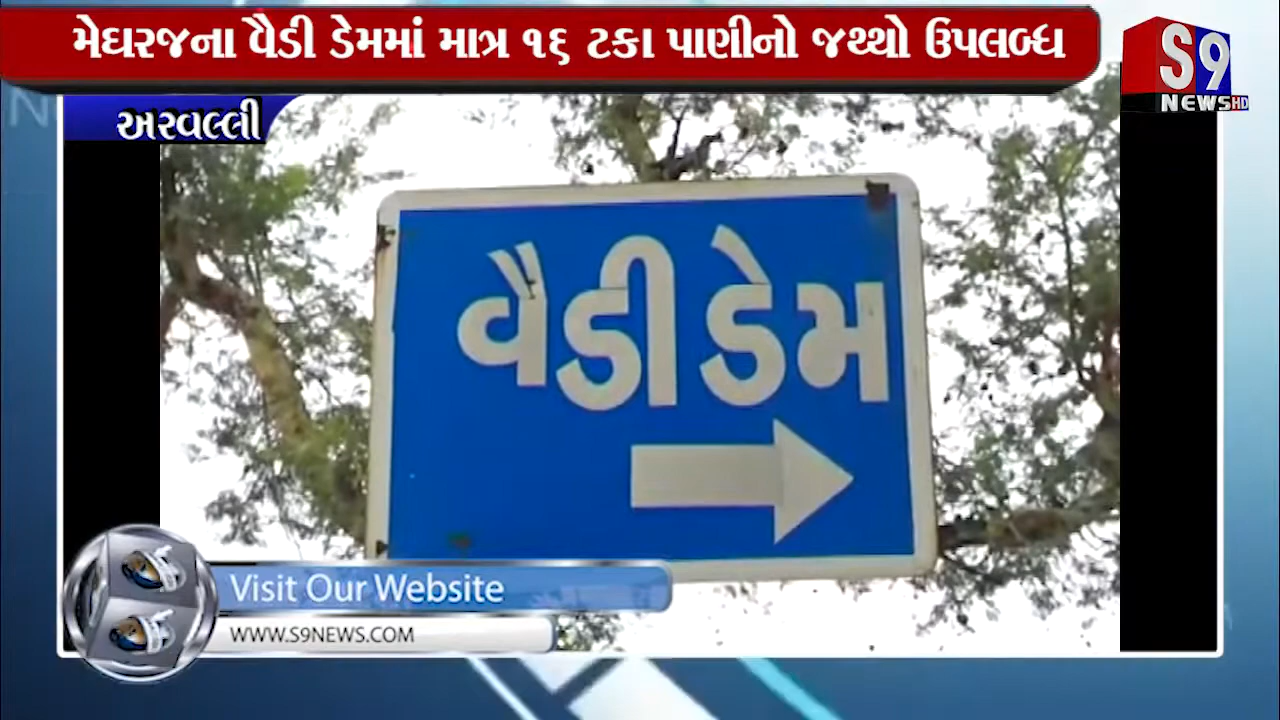 મેઘરજના વૈડી ડેમમાં માત્ર ૧૬ ટકા પાણીનો જથ્થો ઉપલબ્ધ
S9
NEWS HD
અરવલ્લી
વૈડી ડેમ
Visit Our Website
WWW.S9NEWS.COM